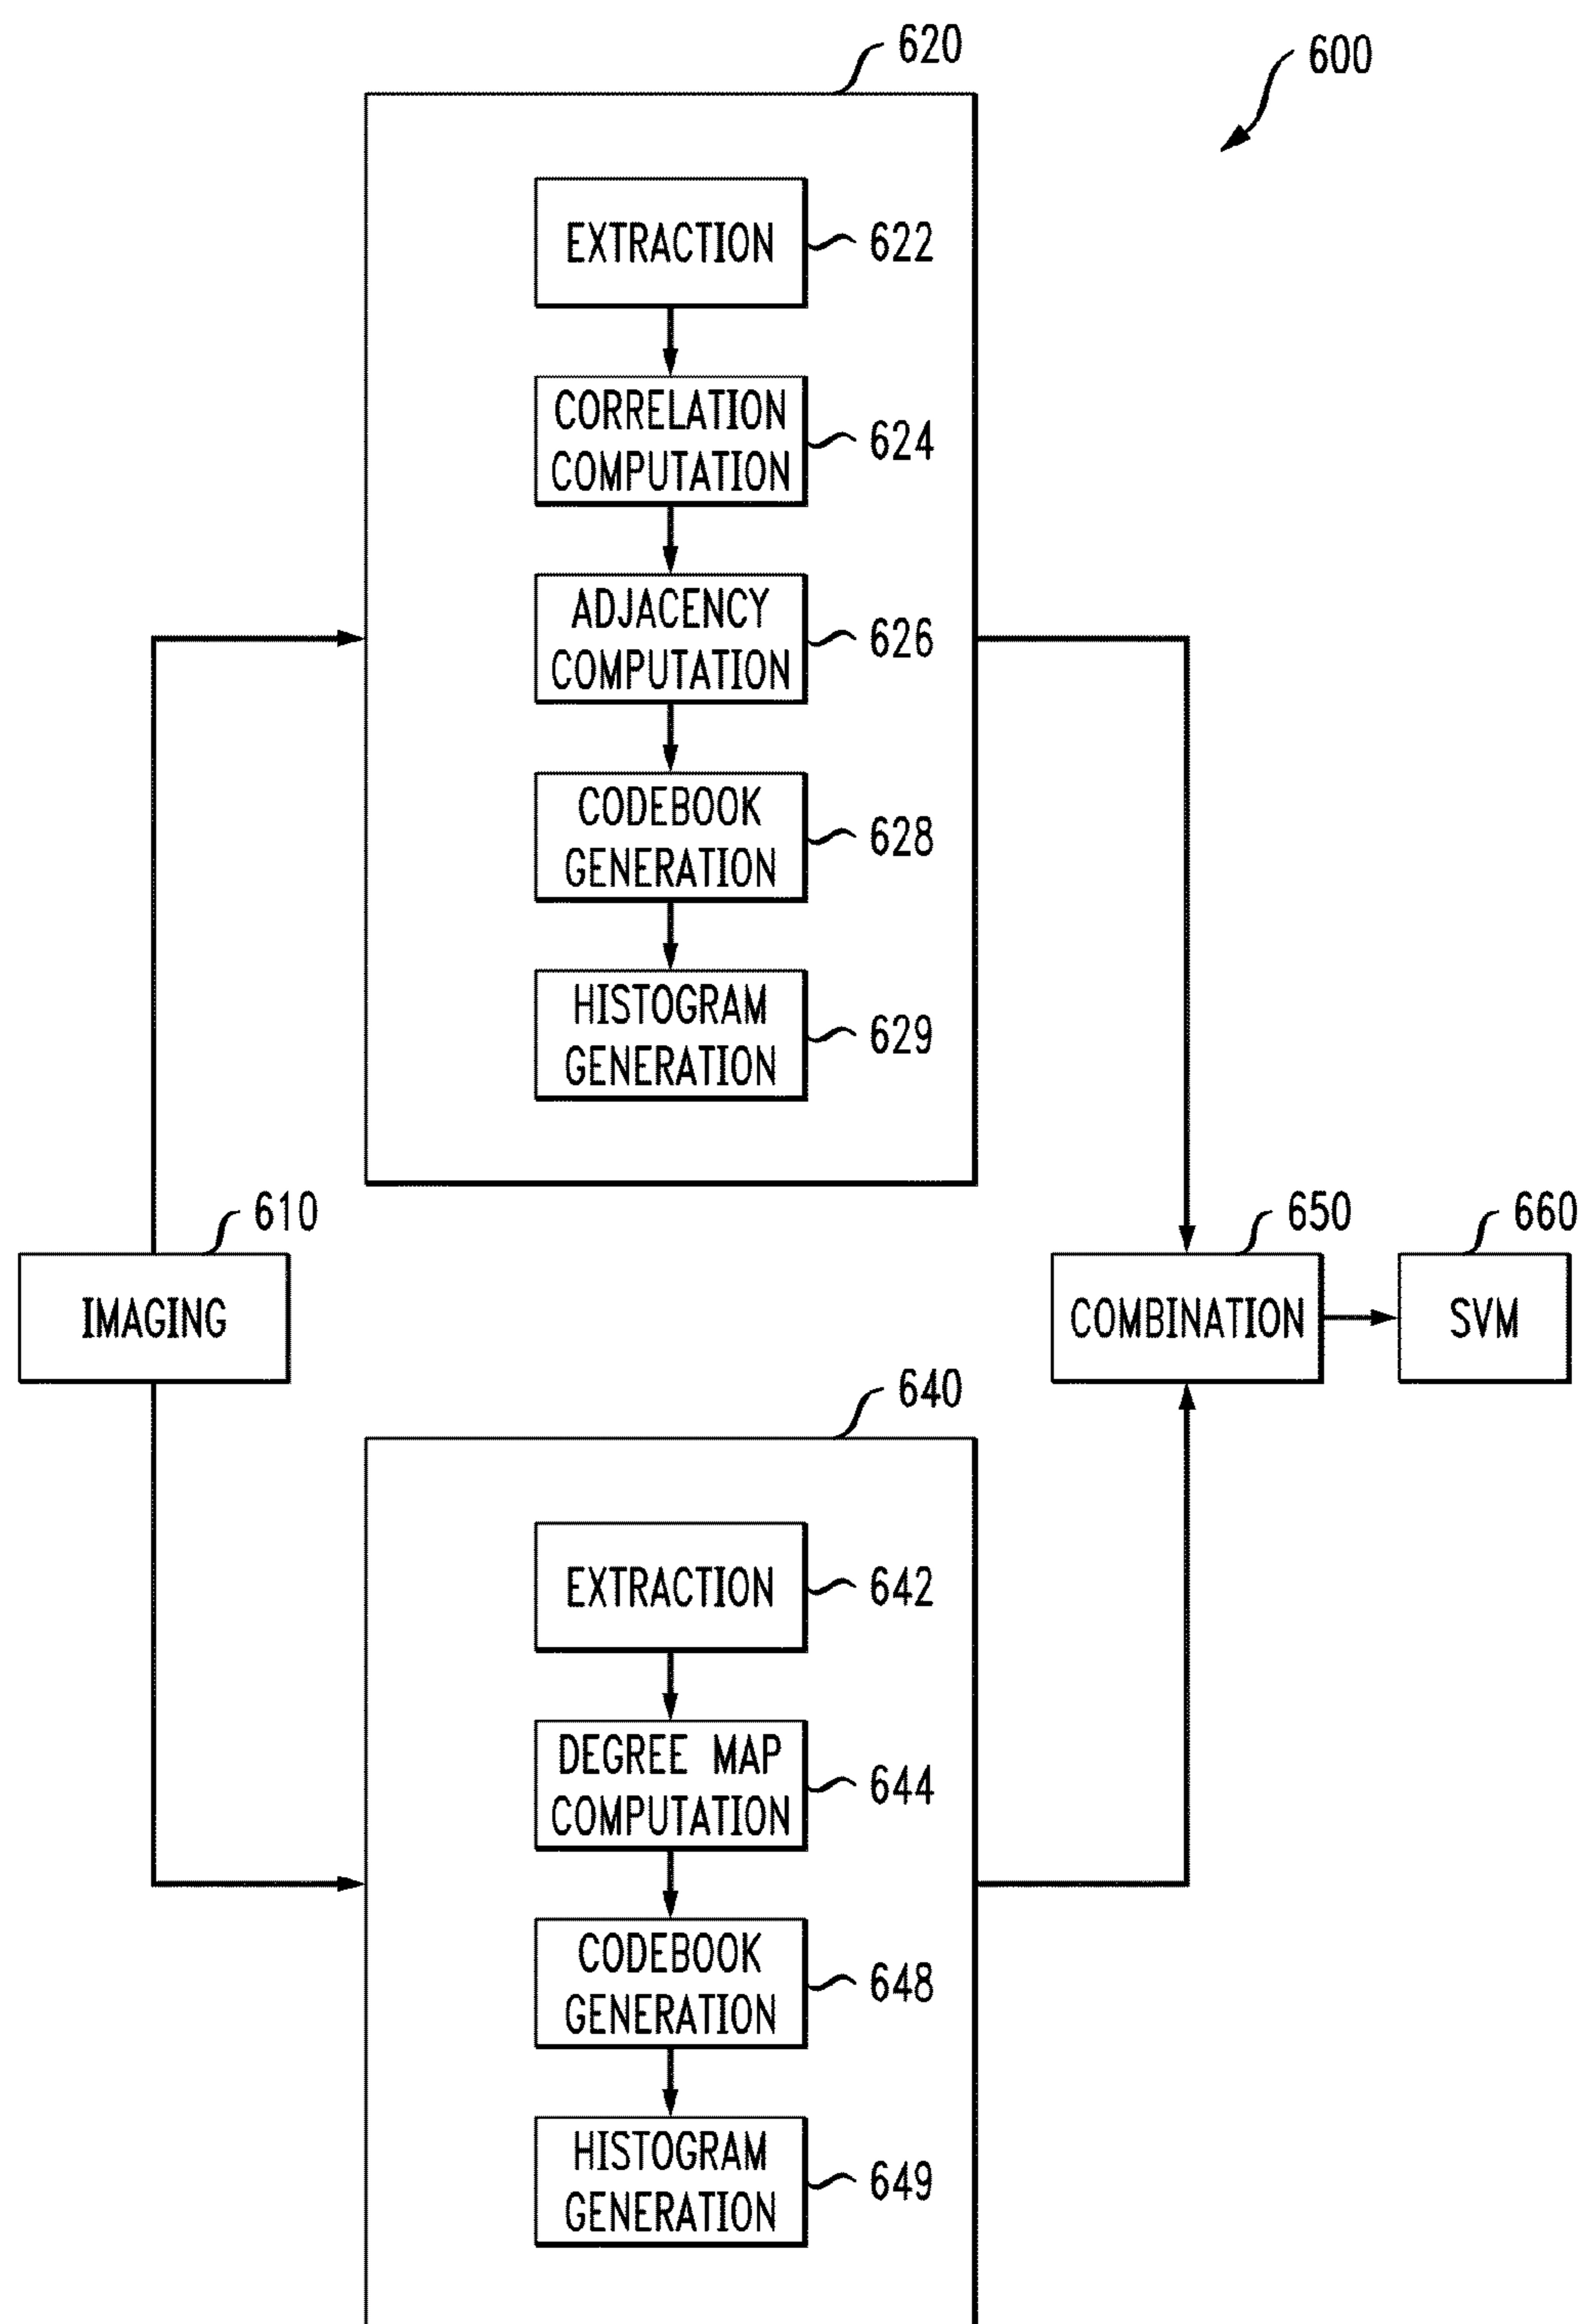 620
600
EXTRACTION
622
CORRELATION
COMPUTATION
624
ADJACENCY
COMPUTATION
626
CODEBOOK
GENERATION
628
HISTOGRAM
GENERATION
629
610
IMAGING
650
COMBINATION
660
SVM
640
EXTRACTION
642
DEGREE MAP
COMPUTATION
644
CODEBOOK
GENERATION
648
HISTOGRAM
GENERATION
649